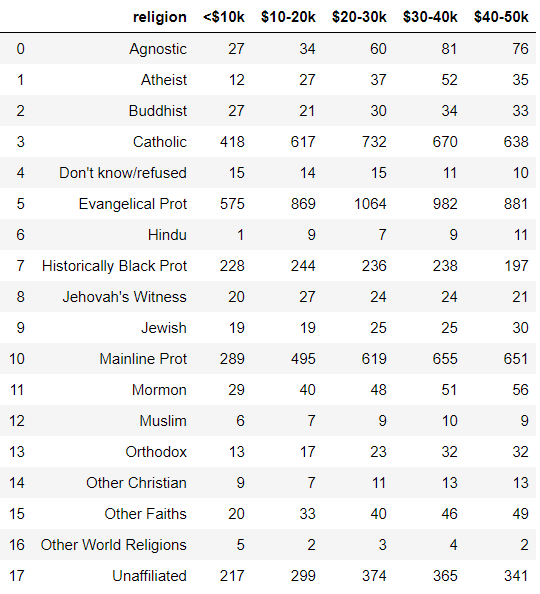 religion <$10k $10-20k $20-30k $30-40k $40-50k
0 Agnostic 27 34 60 81 76
1 Atheist 12 27 37 52 35
2 Buddhist 27 21 30 34 33
3 Catholic 418 617 732 670 638
4 Don't know/refused 15 14 15 11 10
5 Evangelical Prot 575 869 1064 982 881
6 Hindu 1 9 7 9 11
7 Historically Black Prot 228 244 236 238 197
8 Jehovah's Witness 20 27 24 24 21
9 Jewish 19 19 25 25 30
10 Mainline Prot 289 495 619 655 651
11 Mormon 29 40 48 51 56
12 Muslim 6 7 9 10 9
13 Orthodox 13 17 23 32 32
14 Other Christian 9 7 11 13 13
15 Other Faiths 20 33 40 46 49
16 Other World Religions 5 2 3 4 2
17 Unaffiliated 217 299 374 365 341